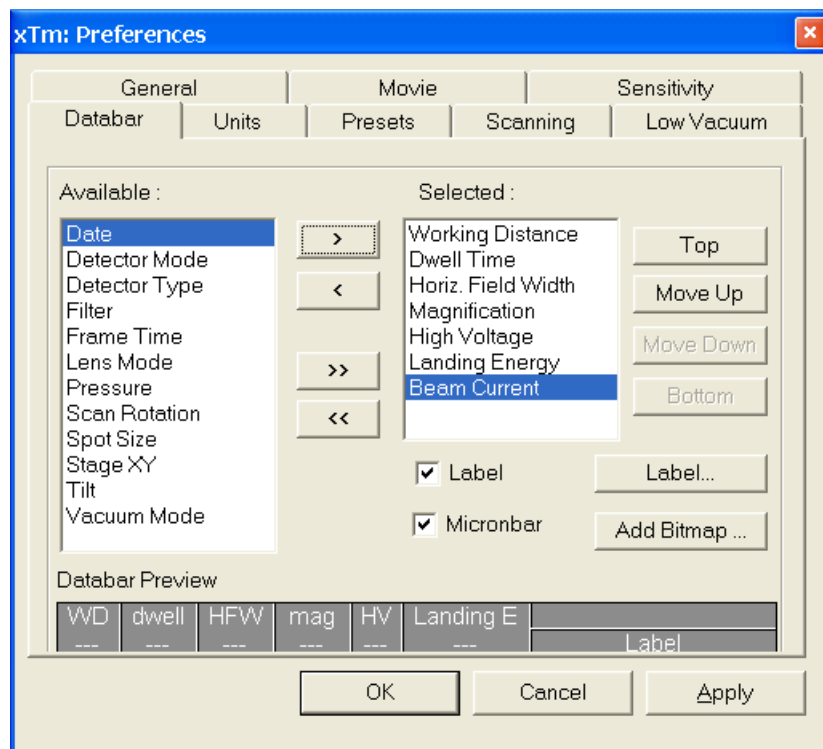 xTm: Preferences
General Movie Sensitivity
Databar Units Presets Scanning Low Vacuum
Available :
Date
Detector Mode
Detector Type
Filter
Frame Time
Lens Mode
Pressure
Scan Rotation
Spot Size
Stage XY
Tilt
Vacuum Mode
>
<
>>
<<
Selected :
Working Distance
Dwell Time
Horiz. Field Width
Magnification
High Voltage
Landing Energy
Beam Current
Top
Move Up
Move Down
Bottom
Label Label...
Micronbar Add Bitmap ...
Databar Preview
WD dwell HFW mag HV Landing E
--- --- --- --- --- --- Label
OK Cancel Apply